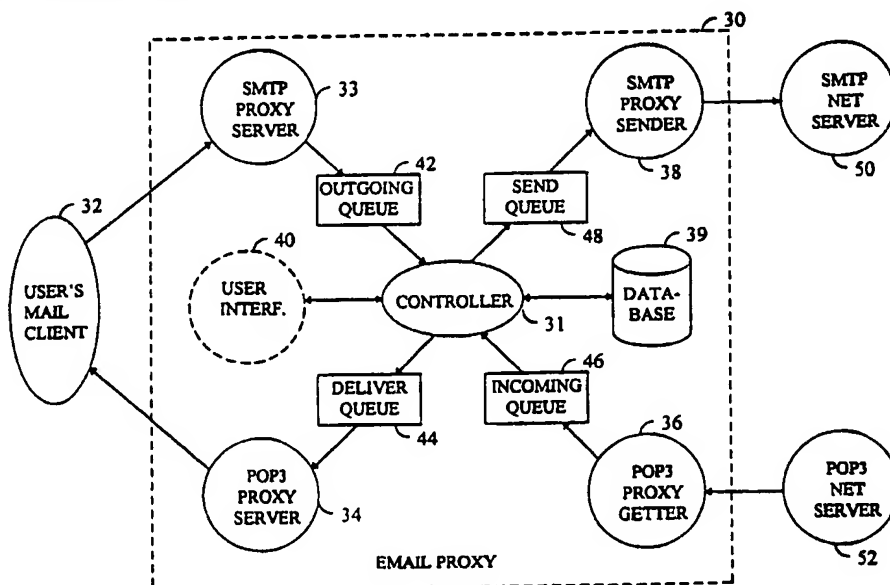 30
SMTP
PROXY
SERVER
33
SMTP
PROXY
SENDER
38
SMTP
NET
SERVER
50
42
OUTGOING
QUEUE
SEND
QUEUE
48
32
USER'S
MAIL
CLIENT
40
USER
INTERF.
CONTROLLER
31
39
DATA-
BASE
DELIVER
QUEUE
44
46
INCOMING
QUEUE
POP3
PROXY
SERVER
34
36
POP3
PROXY
GETTER
POP3
NET
SERVER
52
EMAIL PROXY